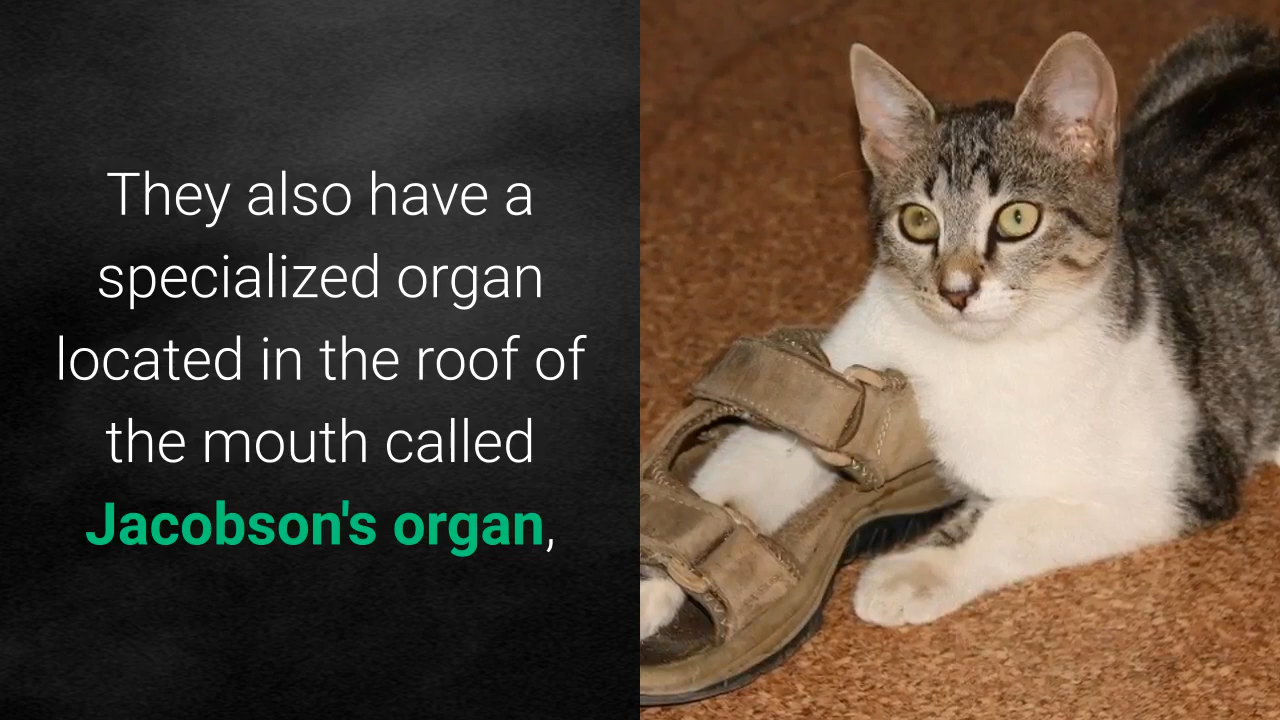 They also have a
specialized organ
located in the roof of
the mouth called
Jacobson's organ,